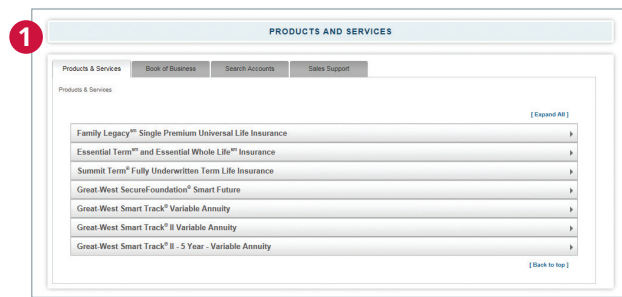 1
PRODUCTS AND SERVICES
Products & Services
Book of Business
Search Accounts
Sales Support
Products & Services
[ Expand All ]
Family Legacy℠ Single Premium Universal Life Insurance
Essential Term℠ and Essential Whole Life℠ Insurance
Summit Term® Fully Underwritten Term Life Insurance
Great-West SecureFoundation® Smart Future
Great-West Smart Track® Variable Annuity
Great-West Smart Track® II Variable Annuity
Great-West Smart Track® II - 5 Year - Variable Annuity
[ Back to top ]